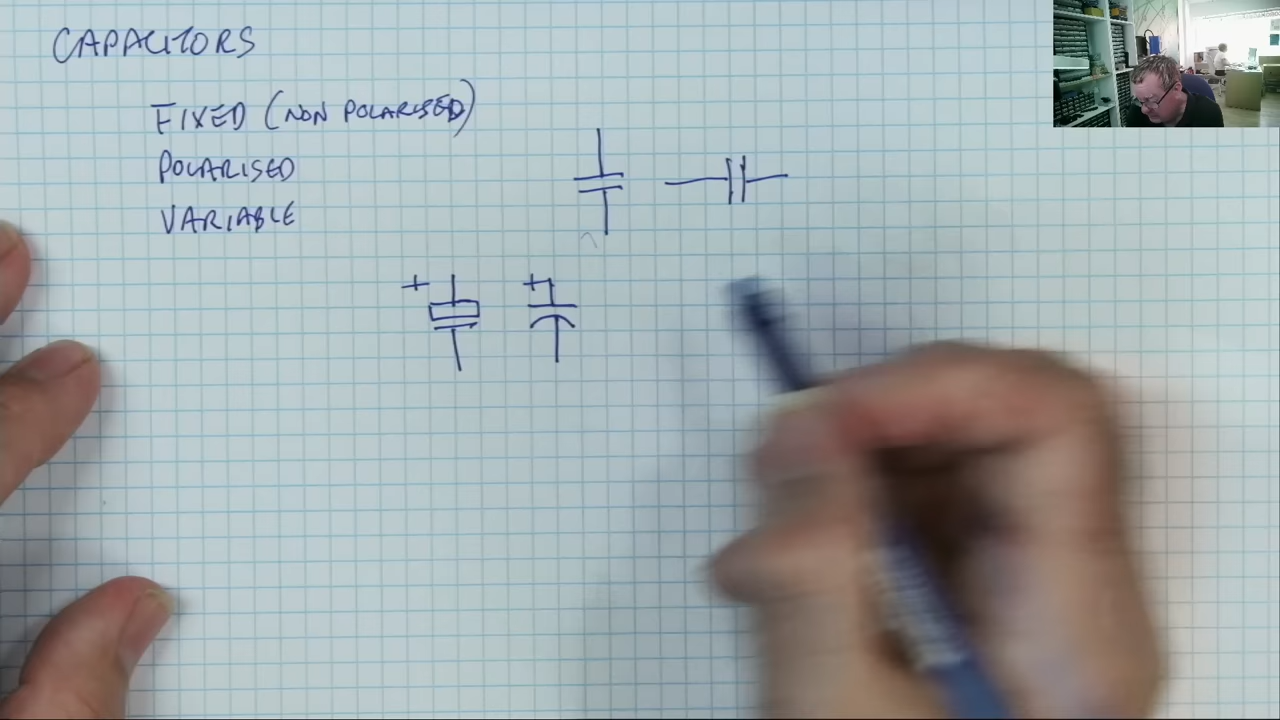 CAPACITORS
FIXED (NON POLARISED)
POLARISED
VARIABLE
+ +